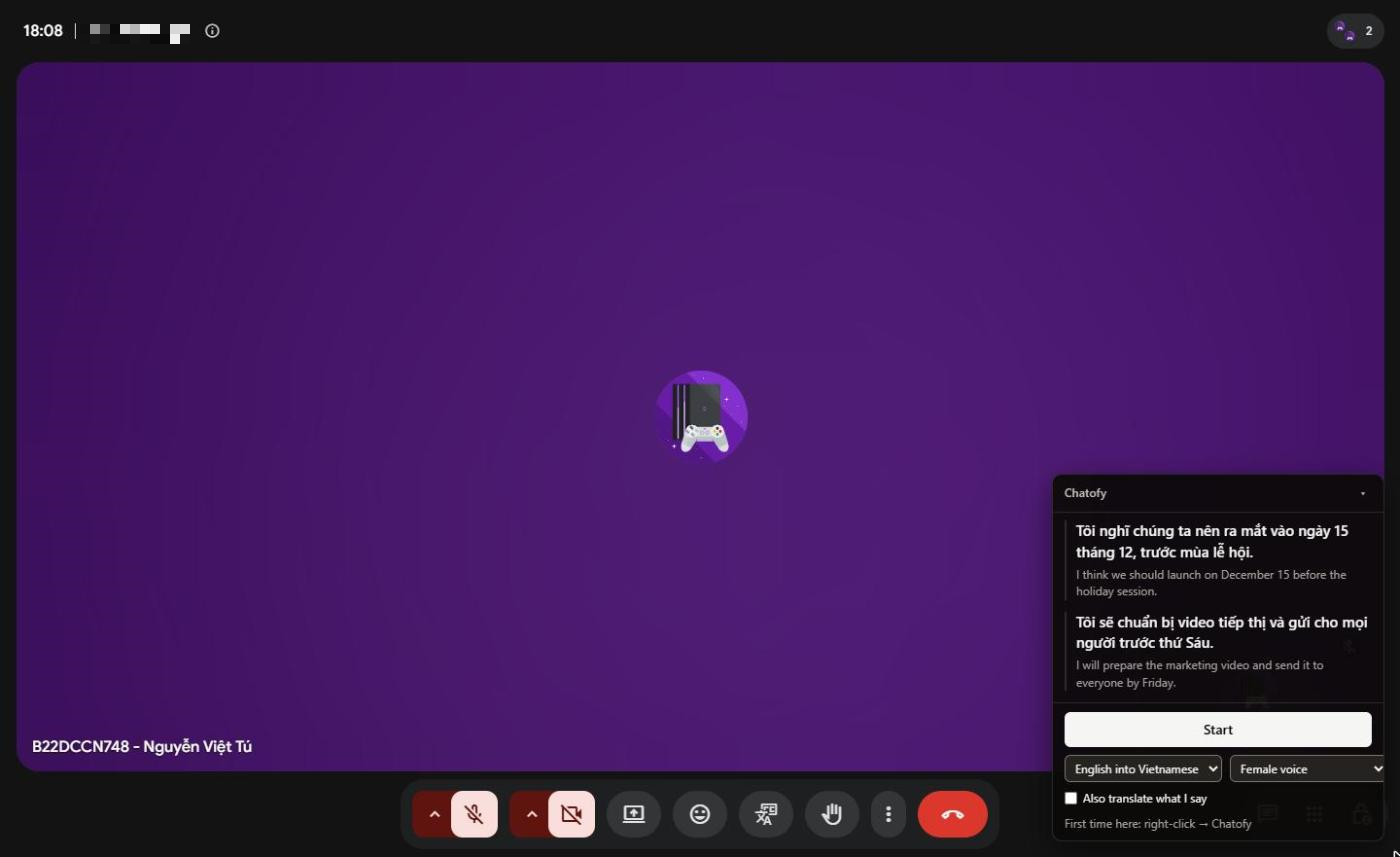 18:08
2
Chatofy
Tôi nghĩ chúng ta nên ra mắt vào ngày 15
tháng 12, trước mùa lễ hội.
I think we should launch on December 15 before the
holiday session.
Tôi sẽ chuẩn bị video tiếp thị và gửi cho mọi
người trước thứ Sáu.
I will prepare the marketing video and send it to
everyone by Friday.
Start
English into Vietnamese
Female voice
Also translate what I say
First time here: right-click → Chatofy
B22DCCN748 - Nguyễn Việt Tú